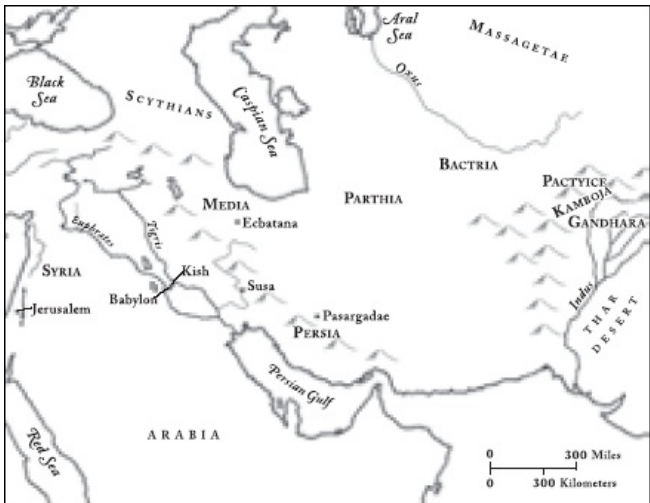 Aral
Sea
MASSAGETAE
Black
Sea
Oxus
SCYTHIANS
Caspian Sea
BACTRIA
PACTYICE
KAMBOJA
GANDHARA
MEDIA
PARTHIA
Ecbatana
Euphrates
Tigris
SYRIA
Kish
Susa
Babylon
Jerusalem
Indus
THAR
DESERT
Pasargadae
PERSIA
Persian Gulf
ARABIA
Red Sea
0 300 Miles
0 300 Kilometers